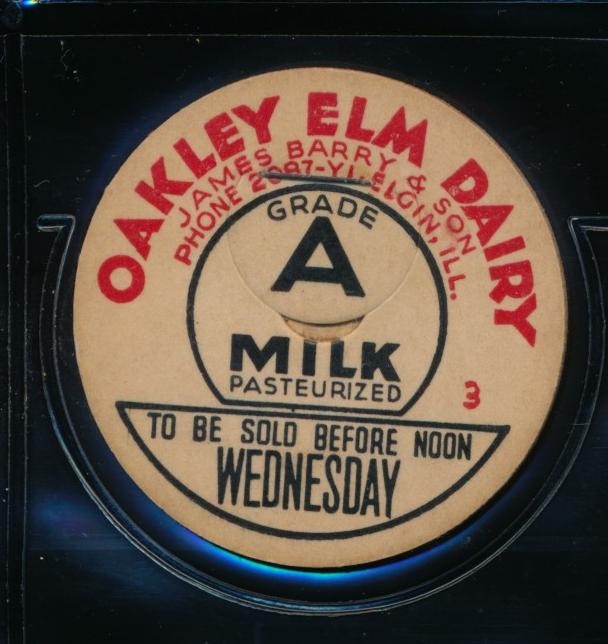 OAKLEY ELM DAIRY
JAMES BARRY & SON
PHONE ELGIN, ILL.
GRADE
A
MILK
PASTEURIZED
3
TO BE SOLD BEFORE NOON
WEDNESDAY